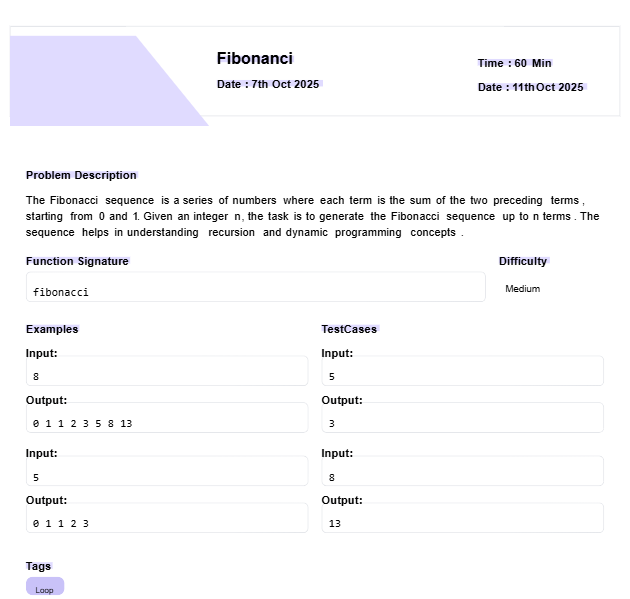 Fibonanci
Date : 7th Oct 2025
Time : 60 Min
Date : 11th Oct 2025
Problem Description
The Fibonacci sequence is a series of numbers where each term is the sum of the two preceding terms ,
starting from 0 and 1. Given an integer n, the task is to generate the Fibonacci sequence up to n terms . The
sequence helps in understanding recursion and dynamic programming concepts .
Function Signature
fibonacci
Difficulty
Medium
Examples
Input:
8
Output:
0 1 1 2 3 5 8 13
Input:
5
Output:
0 1 1 2 3
TestCases
Input:
5
Output:
3
Input:
8
Output:
13
Tags
Loop